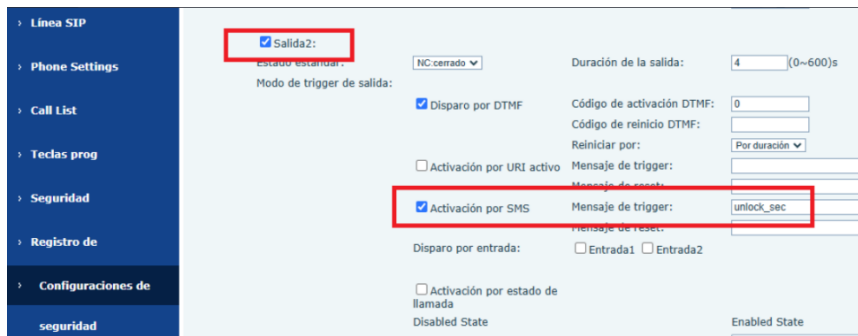 Línea SIP
Phone Settings
Call List
Teclas prog
Seguridad
Registro de
Configuraciones de
seguridad
Salida2:
Estado estándar: NC:cerrado Duración de la salida: 4 (0~600)s
Modo de trigger de salida:
Disparo por DTMF Código de activación DTMF: 0
Código de reinicio DTMF:
Reiniciar por: Por duración
Activación por URI activo Mensaje de trigger:
Mensaje de reset:
Activación por SMS Mensaje de trigger: unlock_sec
Mensaje de reset:
Disparo por entrada: Entrada1 Entrada2
Activación por estado de
llamada
Disabled State Enabled State